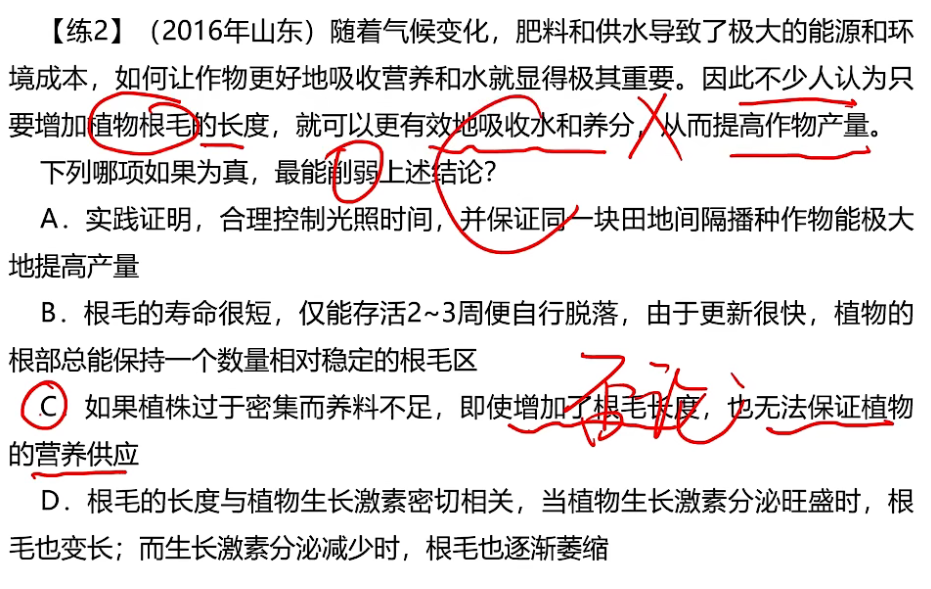 【练2】(2016年山东)随着气候变化，肥料和供水导致了极大的能源和环
境成本，如何让作物更好地吸收营养和水就显得极其重要。因此不少人认为只
要增加植物根毛的长度，就可以更有效地吸收水和养分，从而提高作物产量。
下列哪项如果为真，最能削弱上述结论?
A．实践证明，合理控制光照时间，并保证同一块田地间隔播种作物能极大
地提高产量
B．根毛的寿命很短，仅能存活2~3周便自行脱落，由于更新很快，植物的
根部总能保持一个数量相对稳定的根毛区
C 如果植株过于密集而养料不足，即使增加了根毛长度，也无法保证植物
的营养供应
D．根毛的长度与植物生长激素密切相关，当植物生长激素分泌旺盛时，根
毛也变长；而生长激素分泌减少时，根毛也逐渐萎缩